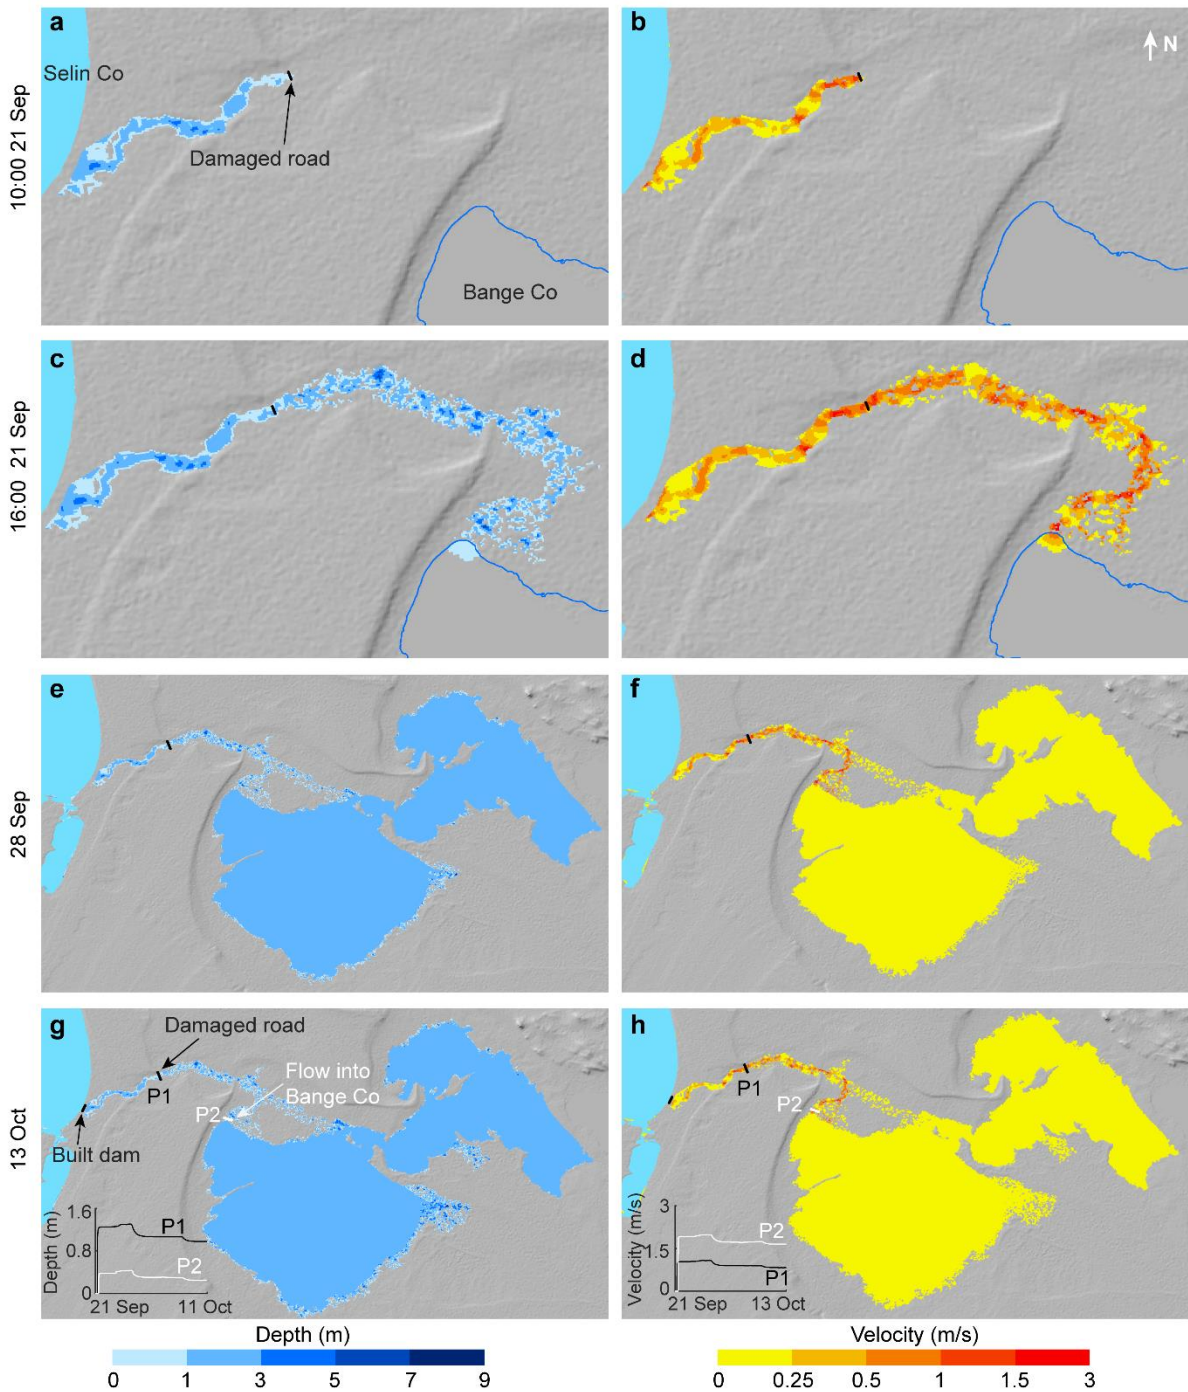 a
b
N
Selin Co
Damaged road
Bange Co
10:00 21 Sep
c
d
16:00 21 Sep
e
f
28 Sep
g
Damaged road
P1
Flow into
Bange Co
P2
Built dam
1.6
0.8
0
Depth (m)
P1
P2
21 Sep
11 Oct
h
P1
P2
3
1.5
0
Velocity (m/s)
P2
P1
21 Sep
13 Oct
13 Oct
Depth (m)
0 1 3 5 7 9
Velocity (m/s)
0 0.25 0.5 1 1.5 3